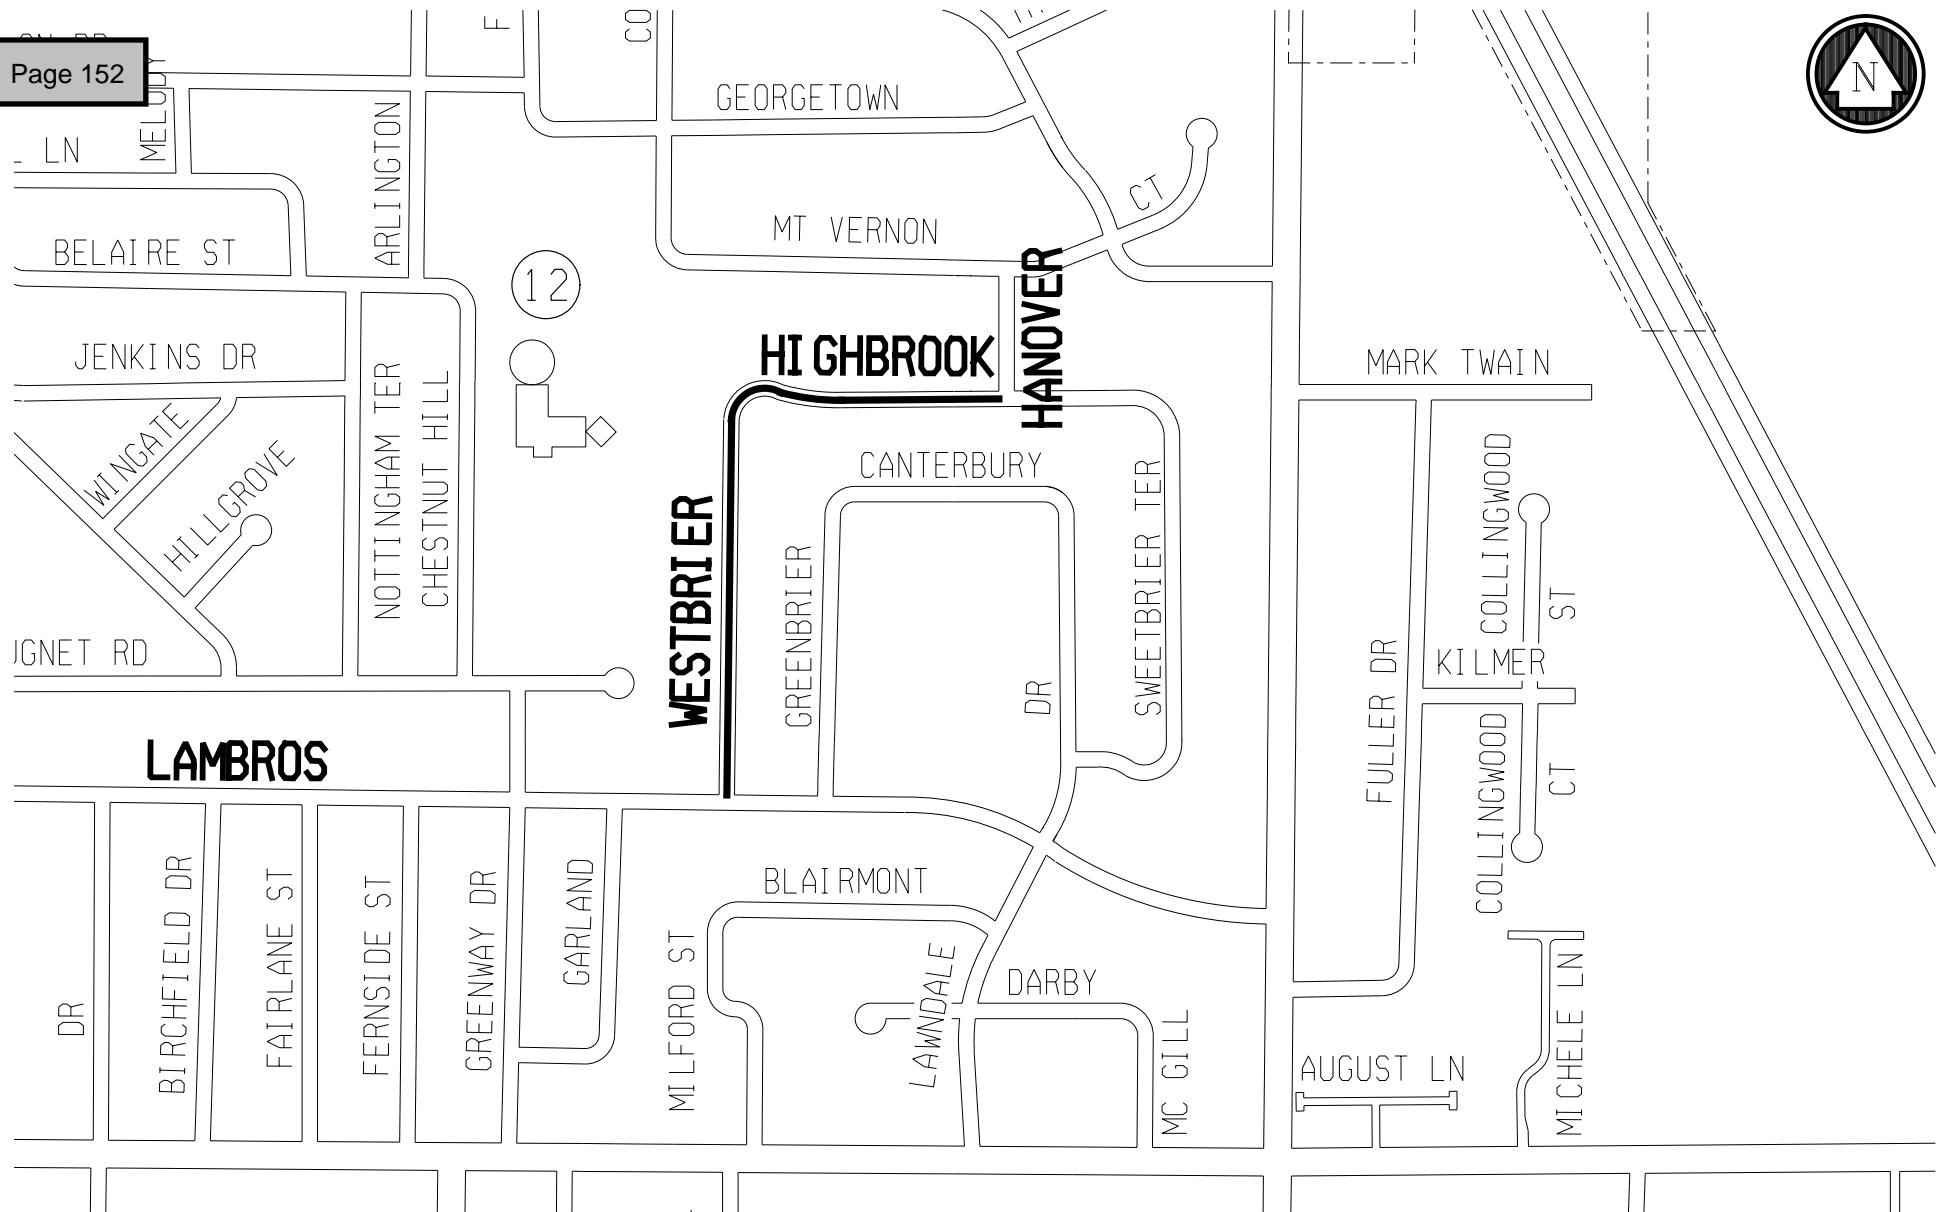 Page 152
N
GEORGETOWN
MELODY
LN
ARLINGTON
CT
MT VERNON
BELAIRE ST
HANOVER
12
HIGHBROOK
JENKINS DR
MARK TWAIN
WINGATE
HILLGROVE
NOTTINGHAM TER
CHESTNUT HILL
CANTERBURY
WESTBRIER
GREENBRIER
SWEETBRIER TER
DR
COLLINGWOOD
ST
KILMER
FULLER DR
UGNET RD
LAMBROS
COLLINGWOOD
CT
BLAIRMONT
BIRCHFIELD DR
FAIRLANE ST
FERNSIDE ST
GREENWAY DR
GARLAND
MILFORD ST
LAWNDALE
DARBY
DR
MC GILL
AUGUST LN
MICHELE LN